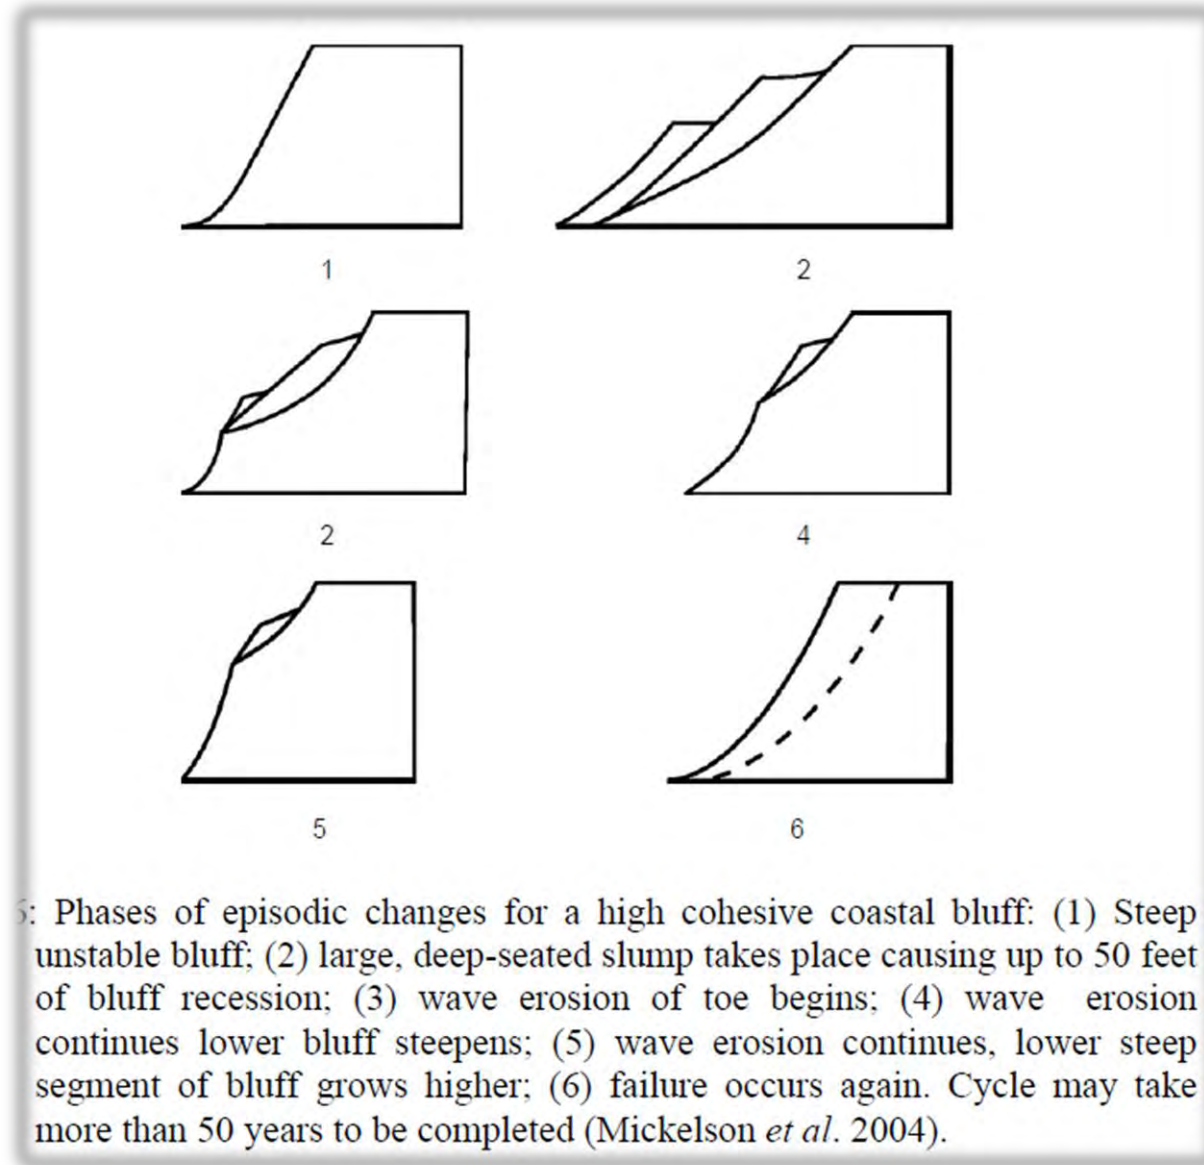 1
2
2
4
5
6
: Phases of episodic changes for a high cohesive coastal bluff: (1) Steep
unstable bluff; (2) large, deep-seated slump takes place causing up to 50 feet
of bluff recession; (3) wave erosion of toe begins; (4) wave erosion
continues lower bluff steepens; (5) wave erosion continues, lower steep
segment of bluff grows higher; (6) failure occurs again. Cycle may take
more than 50 years to be completed (Mickelson et al. 2004).